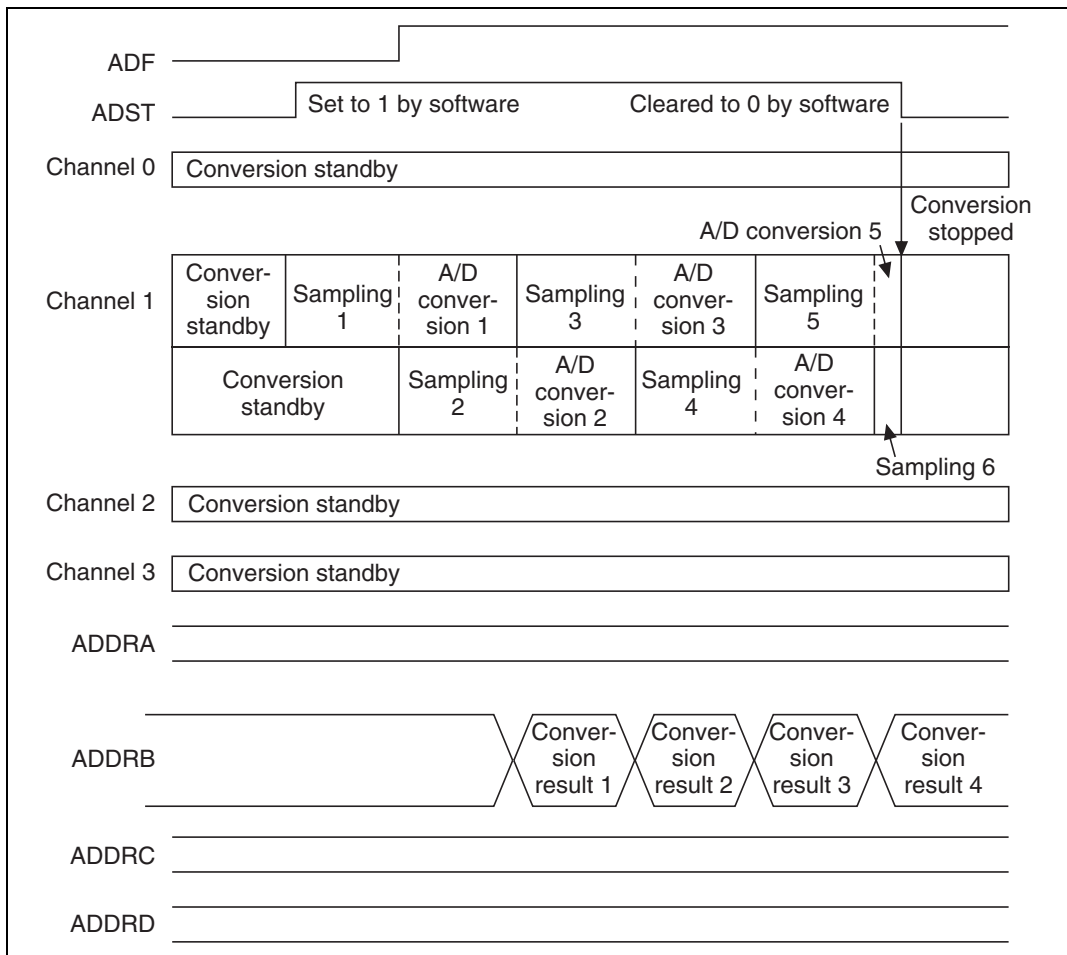 ADF
ADST
Set to 1 by software
Cleared to 0 by software
Channel 0
Conversion standby
Conversion
stopped
A/D conversion 5
Channel 1
Conver-
sion
standby
Sampling
1
A/D
conver-
sion 1
Sampling
3
A/D
conver-
sion 3
Sampling
5
Conversion
standby
Sampling
2
A/D
conver-
sion 2
Sampling
4
A/D
conver-
sion 4
Sampling 6
Channel 2
Conversion standby
Channel 3
Conversion standby
ADDRA
ADDRB
Conver-
sion
result 1
Conver-
sion
result 2
Conver-
sion
result 3
Conver-
sion
result 4
ADDRC
ADDRD